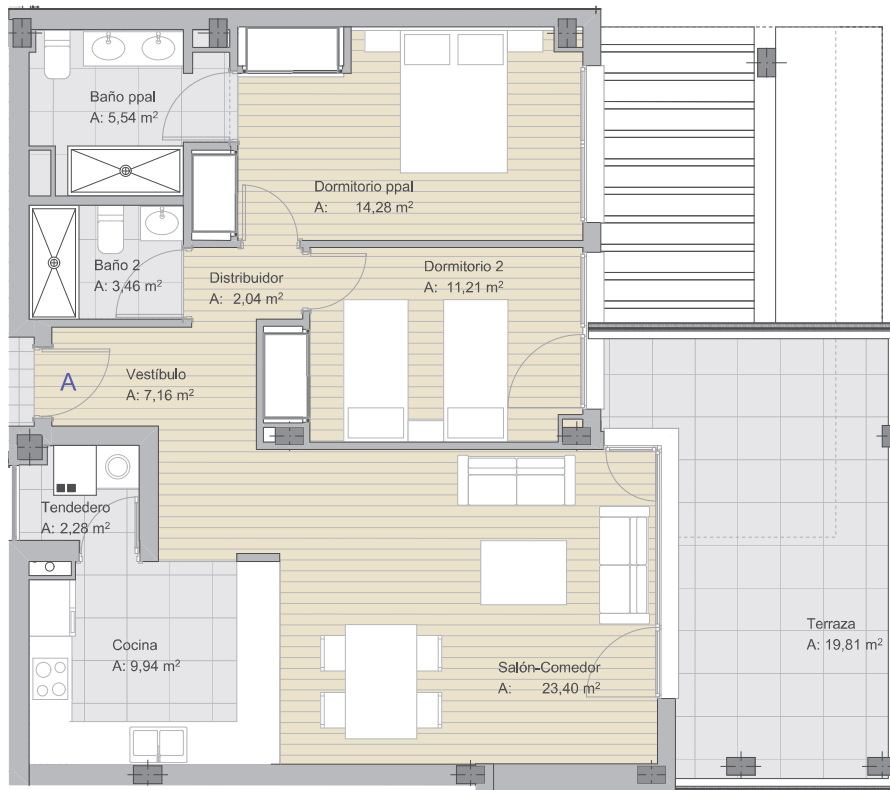 Baño ppal
A: 5,54 m²
Dormitorio ppal
A: 14,28 m²
Baño 2
A: 3,46 m²
Distribuidor
A: 2,04 m²
Dormitorio 2
A: 11,21 m²
A
Vestíbulo
A: 7,16 m²
Tendedero
A: 2,28 m²
Cocina
A: 9,94 m²
Salón-Comedor
A: 23,40 m²
Terraza
A: 19,81 m²